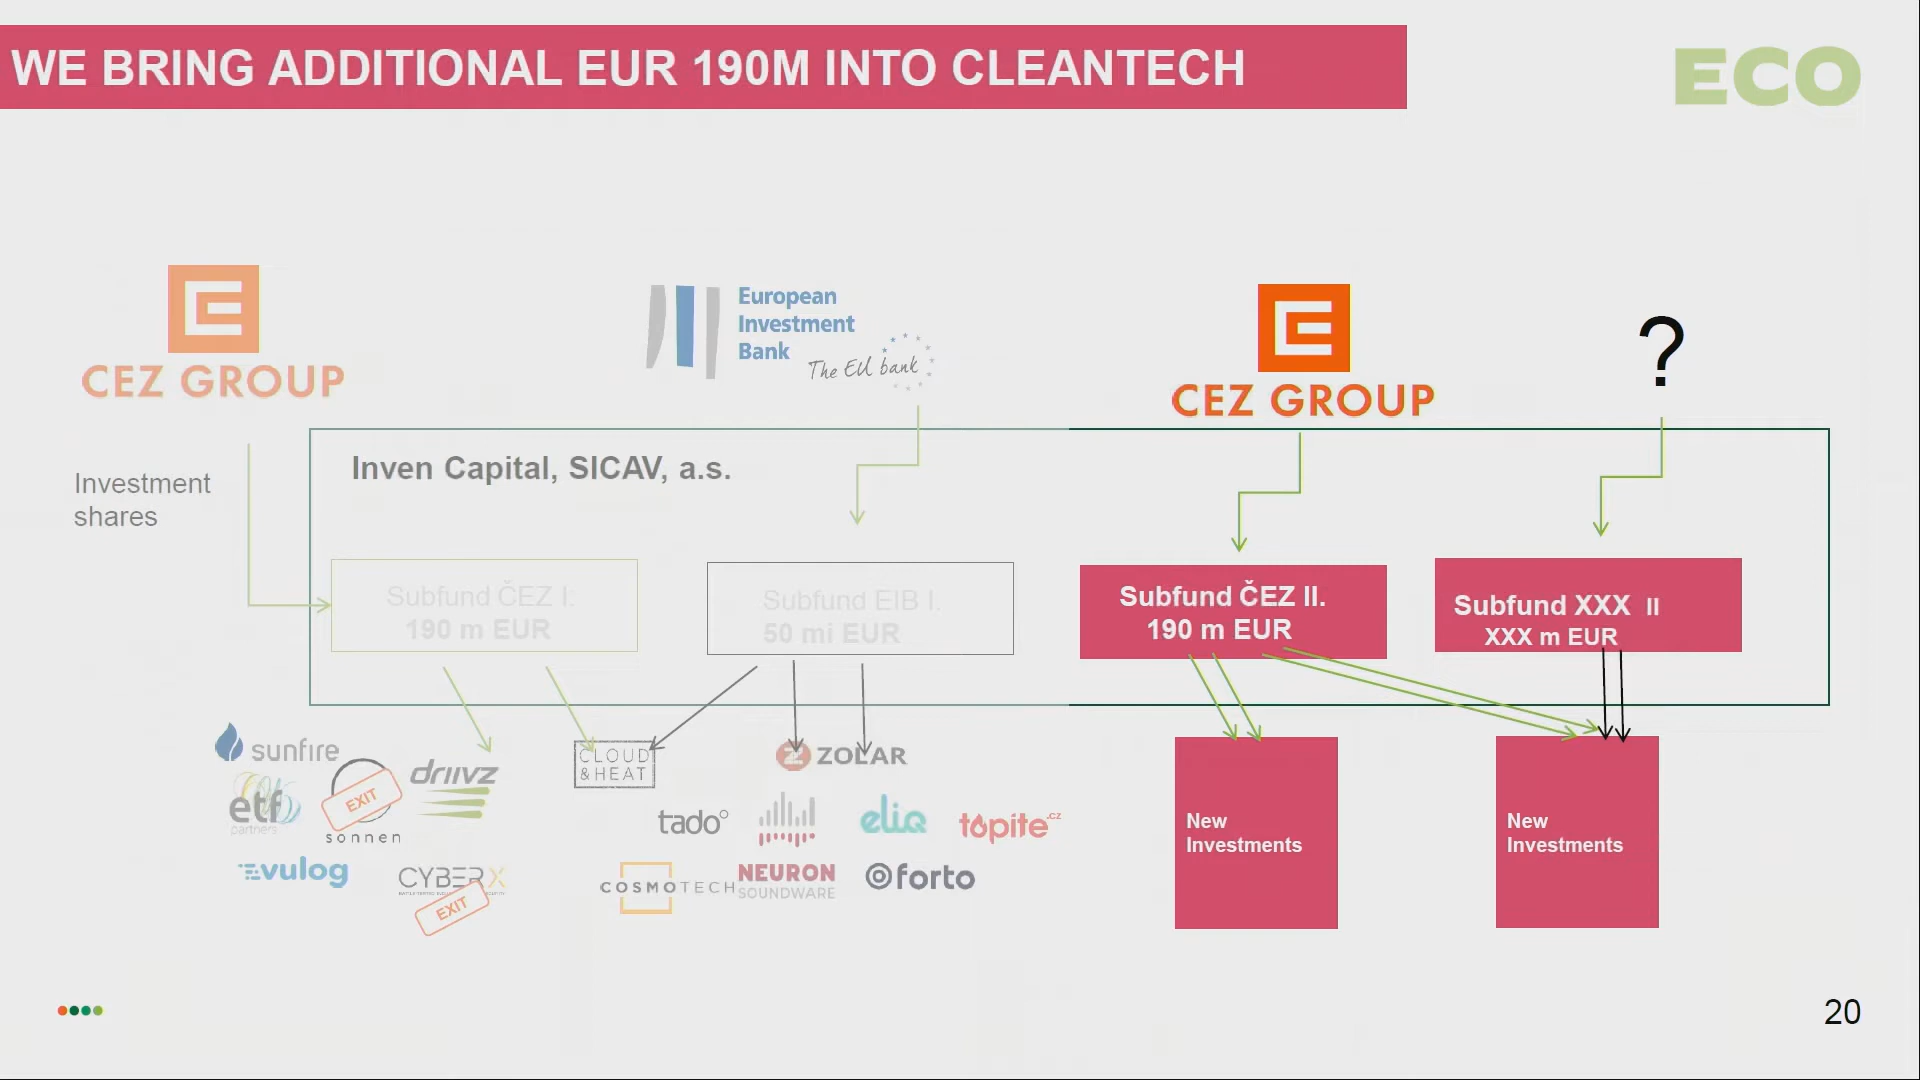 WE BRING ADDITIONAL EUR 190M INTO CLEANTECH
ECO
CEZ GROUP
European
Investment
Bank
The EU bank
CEZ GROUP
?
Investment
shares
Inven Capital, SICAV, a.s.
Subfund ČEZ I.
190 m EUR
Subfund EIB I.
50 mi EUR
Subfund ČEZ II.
190 m EUR
Subfund XXX II
XXX m EUR
sunfire
etf
partners
EXIT
sonnen
driivz
CLOUD
&HEAT
ZOLAR
tado°
eliq
topite.cz
vulog
CYBERX
EXIT
COSMOTECH
NEURON
SOUNDWARE
forto
New
Investments
New
Investments
20